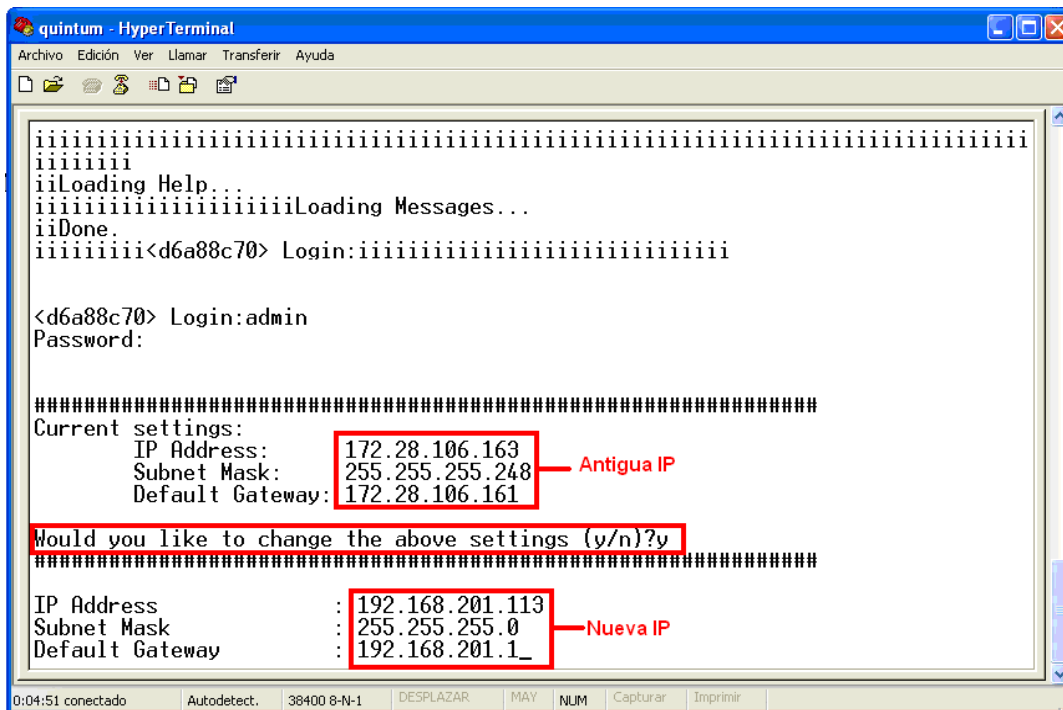 quintum - HyperTerminal
Archivo Edición Ver Llamar Transferir Ayuda
iiiiiiiiiiiiiiiiiiiiiiiiiiiiiiiiiiiiiiiiiiiiiiiiiiiiiiiiiiiiiiiiiiiiiiiiiiiiiiii
iiiiiiii
iiLoading Help...
iiiiiiiiiiiiiiiiiiiiiLoading Messages...
iiDone.
iiiiiiiii<d6a88c70> Login:iiiiiiiiiiiiiiiiiiiiiiiiiiiiii
<d6a88c70> Login:admin
Password:
###############################################################
Current settings:
IP Address: 172.28.106.163
Subnet Mask: 255.255.255.248
Default Gateway: 172.28.106.161
Antigua IP
Would you like to change the above settings (y/n)?y
###############################################################
IP Address : 192.168.201.113
Subnet Mask : 255.255.255.0
Default Gateway : 192.168.201.1_
Nueva IP
0:04:51 conectado Autodetect. 38400 8-N-1 DESPLAZAR MAY NUM Capturar Imprimir